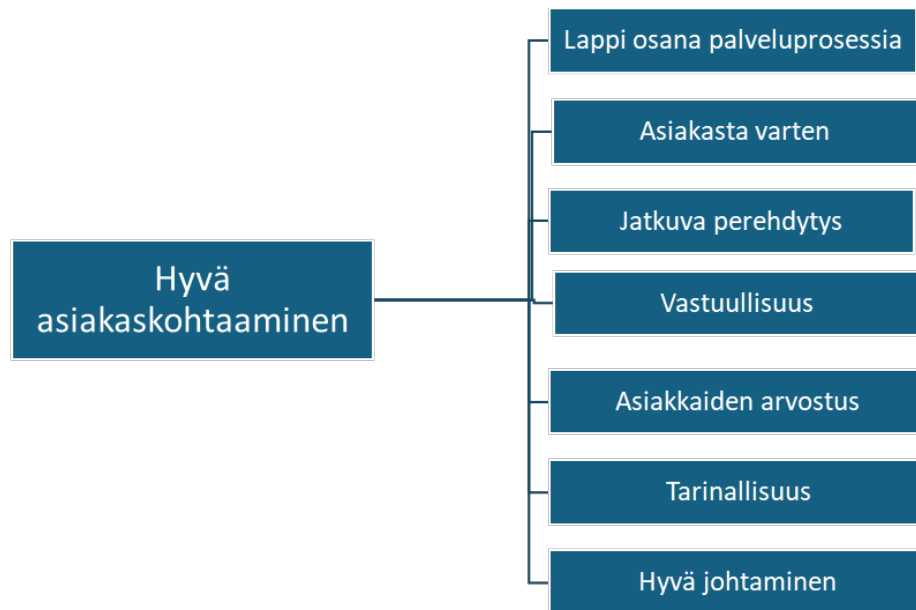 Lappi osana palveluprosessia
Asiakasta varten
Jatkuva perehdytys
Hyvä
asiakaskohtaaminen
Vastuullisuus
Asiakkaiden arvostus
Tarinallisuus
Hyvä johtaminen